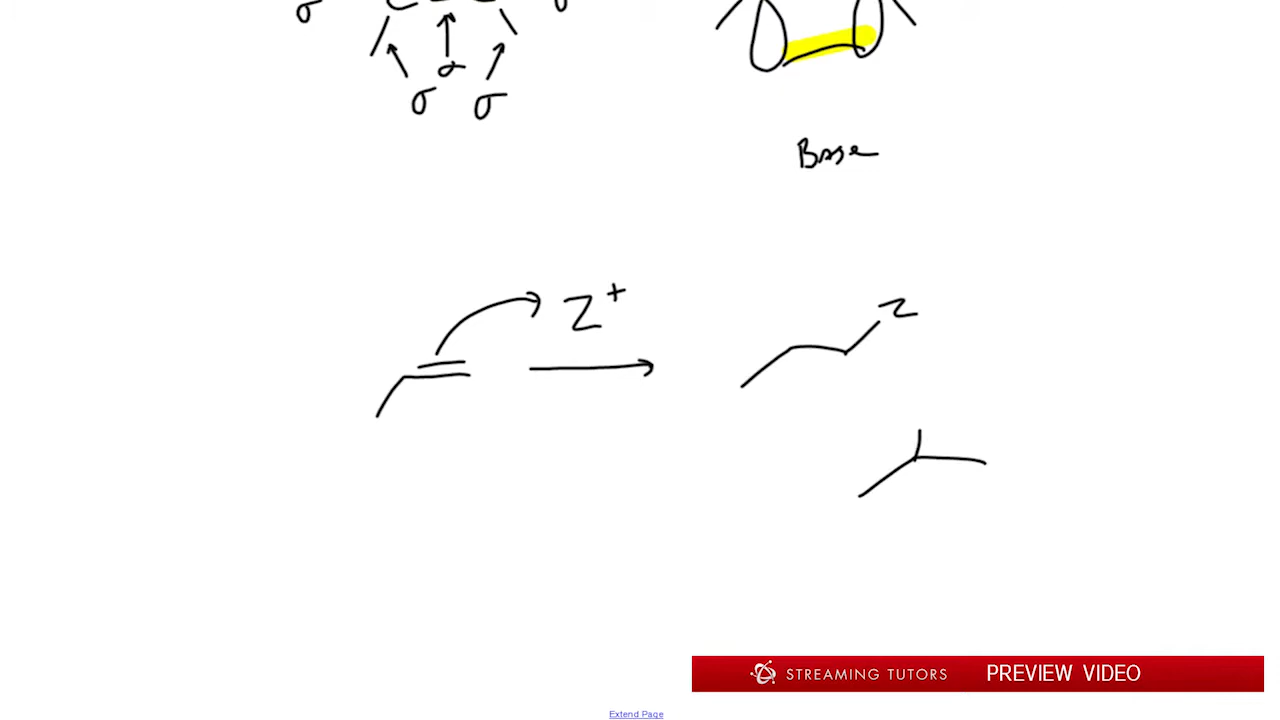 σ
σ
σ σ
Base
Z+
Z
STREAMING TUTORS PREVIEW VIDEO
Extend Page